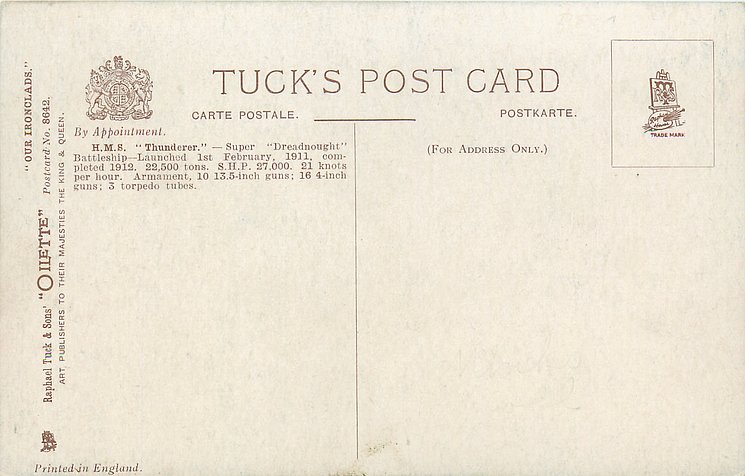 "OUR IRONCLADS."
Raphael Tuck & Sons' "OILETTE" Postcard No. 8642.
ART PUBLISHERS TO THEIR MAJESTIES THE KING & QUEEN.
TUCK'S POST CARD
CARTE POSTALE.
POSTKARTE.
By Appointment.
(FOR ADDRESS ONLY.)
H.M.S. "Thunderer." — Super "Dreadnought"
Battleship—Launched 1st February, 1911, com-
pleted 1912. 22,500 tons. S.H.P. 27,000. 21 knots
per hour. Armament, 10 13.5-inch guns; 16 4-inch
guns; 3 torpedo tubes.
TRADE MARK
Printed in England.